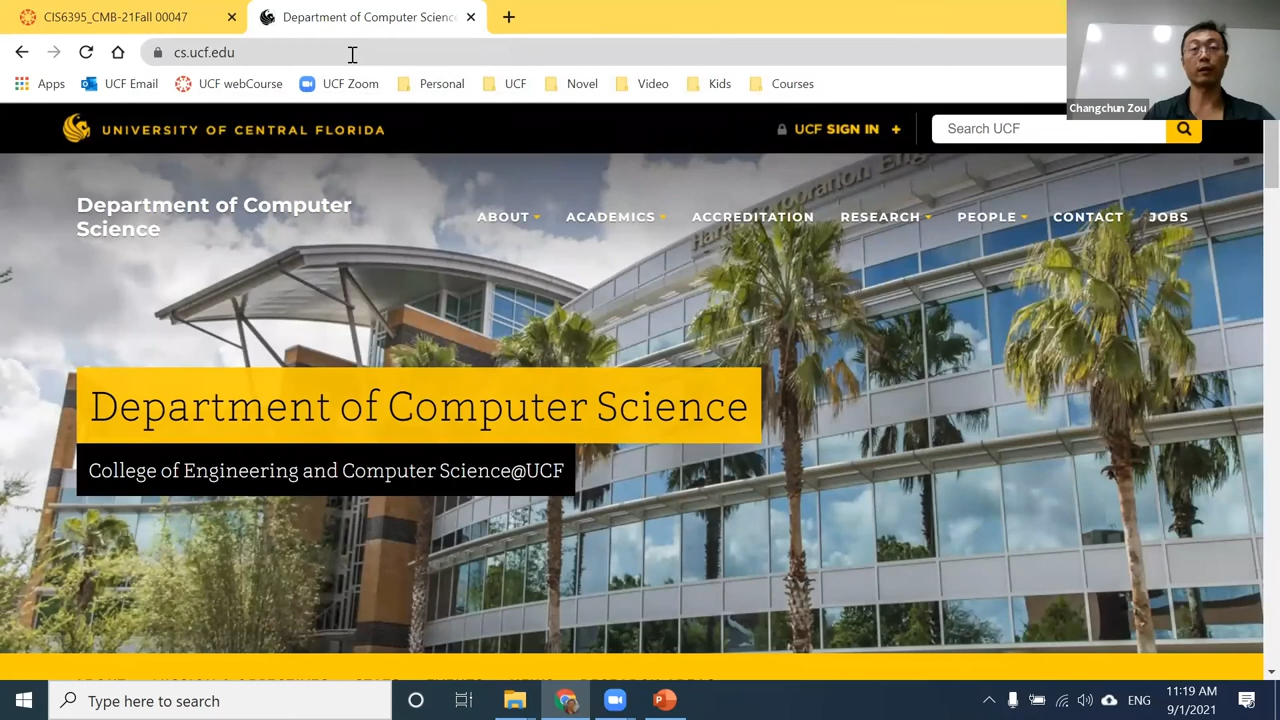 CIS6395_CMB-21Fall 00047
Department of Computer Science
cs.ucf.edu
Apps
UCF Email
UCF webCourse
UCF Zoom
Personal
UCF
Novel
Video
Kids
Courses
Changchun Zou
UNIVERSITY OF CENTRAL FLORIDA
UCF SIGN IN +
Search UCF
Department of Computer
Science
ABOUT
ACADEMICS
ACCREDITATION
RESEARCH
PEOPLE
CONTACT
JOBS
Department of Computer Science
College of Engineering and Computer Science@UCF
Type here to search
ENG
11:19 AM
9/1/2021